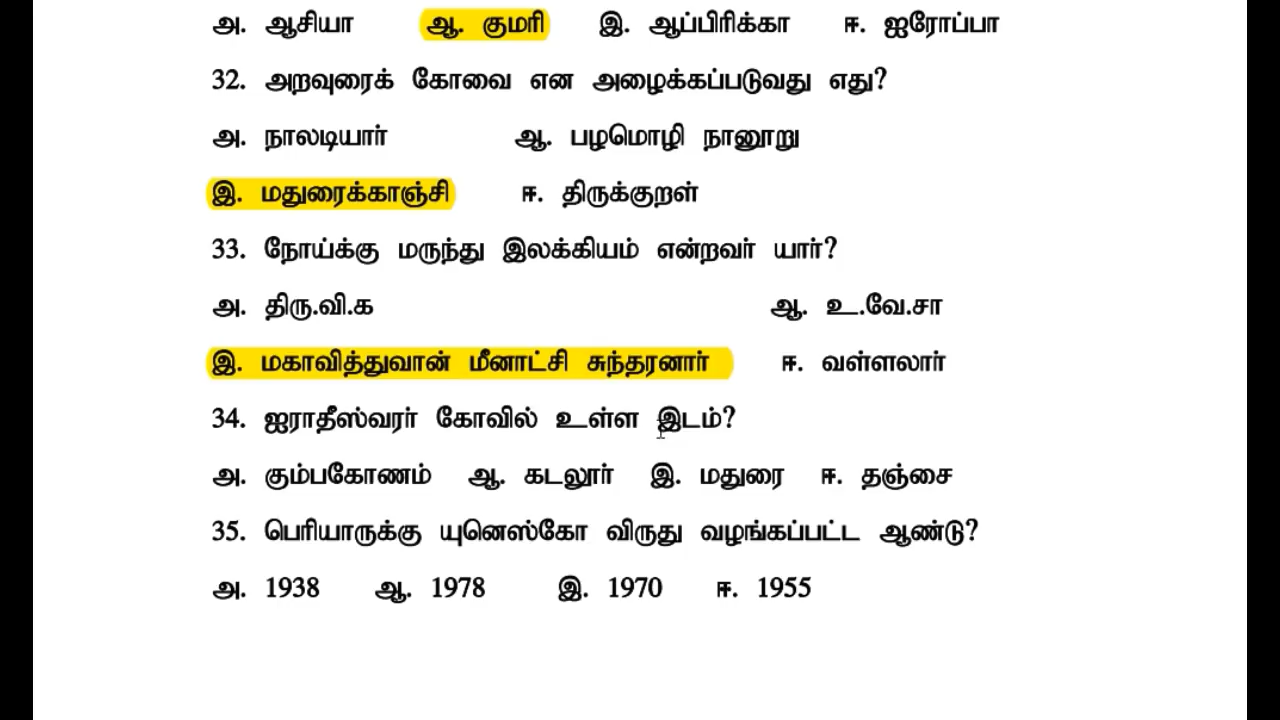 அ. ஆசியா ஆ. குமரி இ. ஆப்பிரிக்கா ஈ. ஐரோப்பா
32. அறவுரைக் கோவை என அழைக்கப்படுவது எது?
அ. நாலடியார் ஆ. பழமொழி நானூறு
இ. மதுரைக்காஞ்சி ஈ. திருக்குறள்
33. நோய்க்கு மருந்து இலக்கியம் என்றவர் யார்?
அ. திரு.வி.க ஆ. உ.வே.சா
இ. மகாவித்துவான் மீனாட்சி சுந்தரனார் ஈ. வள்ளலார்
34. ஐராதீஸ்வரர் கோவில் உள்ள இடம்?
அ. கும்பகோணம் ஆ. கடலூர் இ. மதுரை ஈ. தஞ்சை
35. பெரியாருக்கு யுனெஸ்கோ விருது வழங்கப்பட்ட ஆண்டு?
அ. 1938 ஆ. 1978 இ. 1970 ஈ. 1955